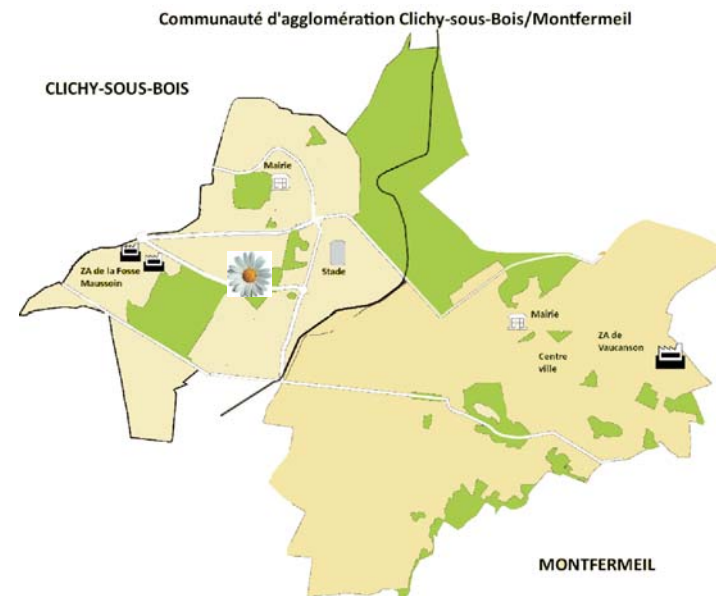 Communauté d'agglomération Clichy-sous-Bois/Montfermeil
CLICHY-SOUS-BOIS
Mairie
ZA de la Fosse
Maussoin
Stade
Mairie
ZA de
Vaucanson
Centre
ville
MONTFERMEIL